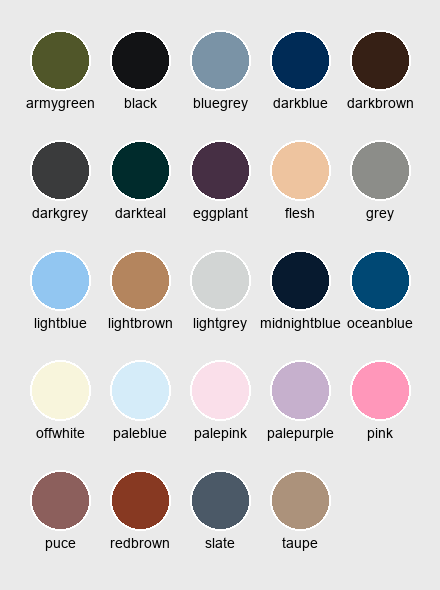 armygreen black bluegrey darkblue darkbrown
darkgrey darkteal eggplant flesh grey
lightblue lightbrown lightgrey midnightblue oceanblue
offwhite paleblue palepink palepurple pink
puce redbrown slate taupe